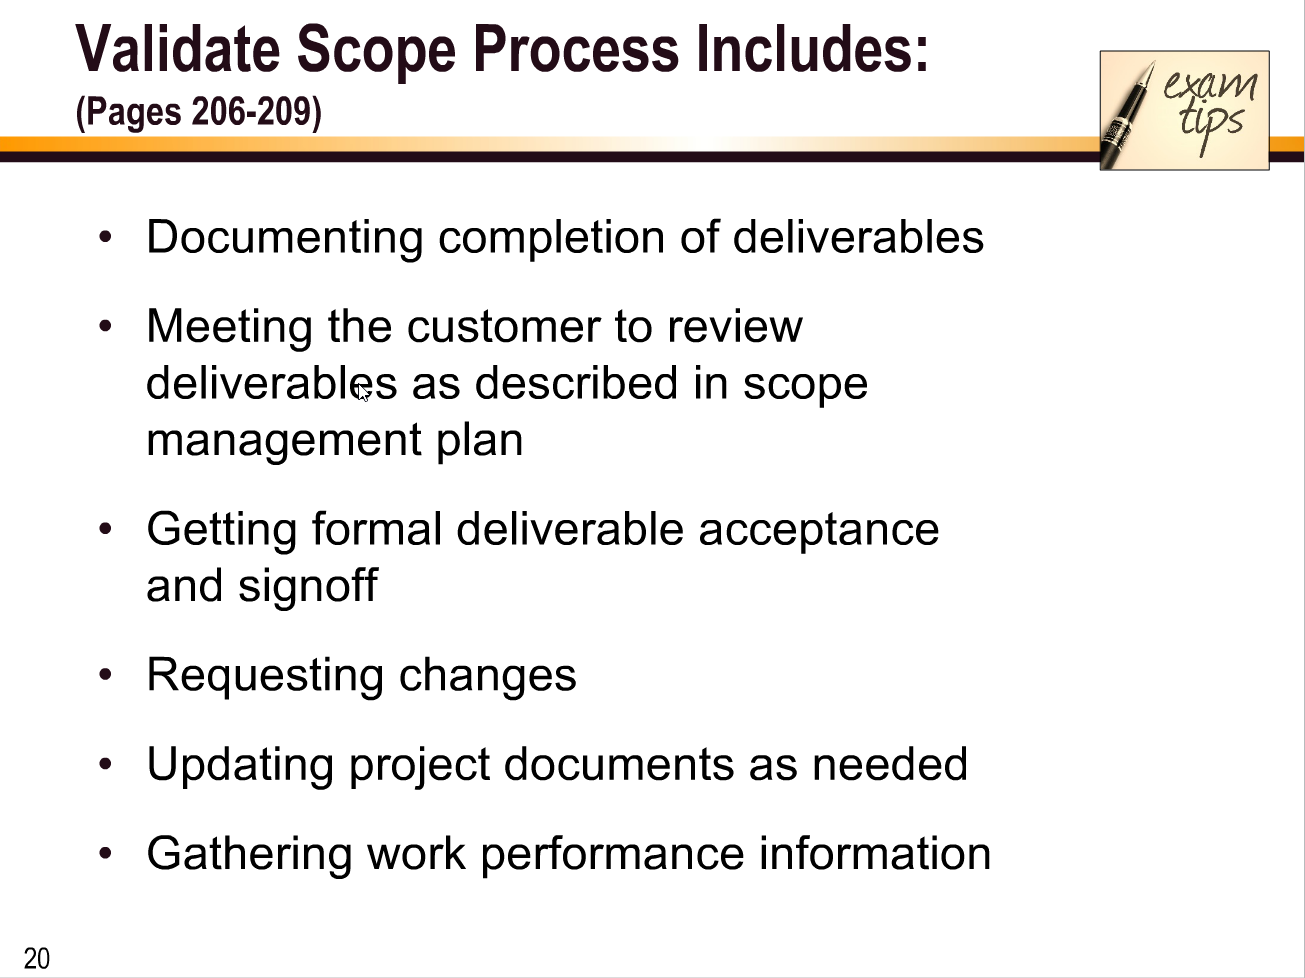 Validate Scope Process Includes:
(Pages 206-209)
exam
tips
• Documenting completion of deliverables
• Meeting the customer to review
deliverables as described in scope
management plan
• Getting formal deliverable acceptance
and signoff
• Requesting changes
• Updating project documents as needed
• Gathering work performance information
20